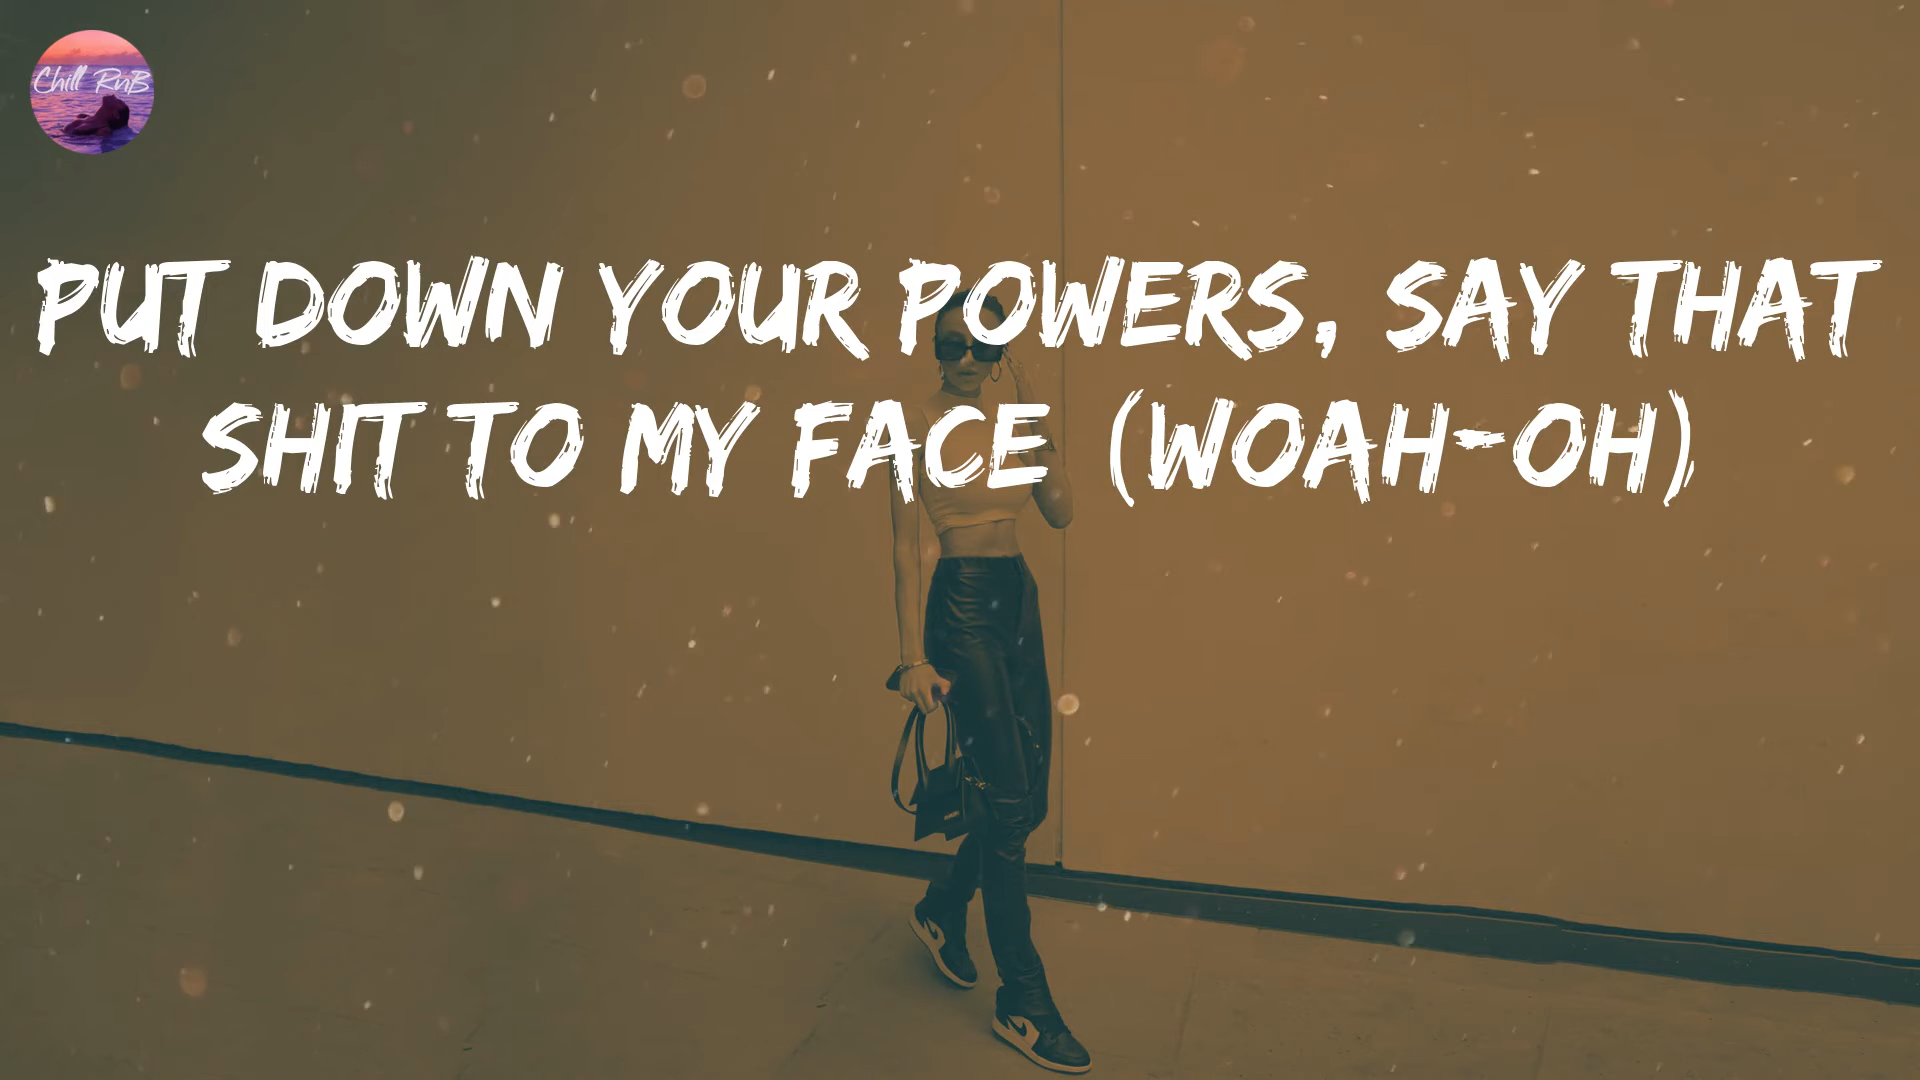 Chill RnB
PUT DOWN YOUR POWERS, SAY THAT
SHIT TO MY FACE (WOAH-OH)